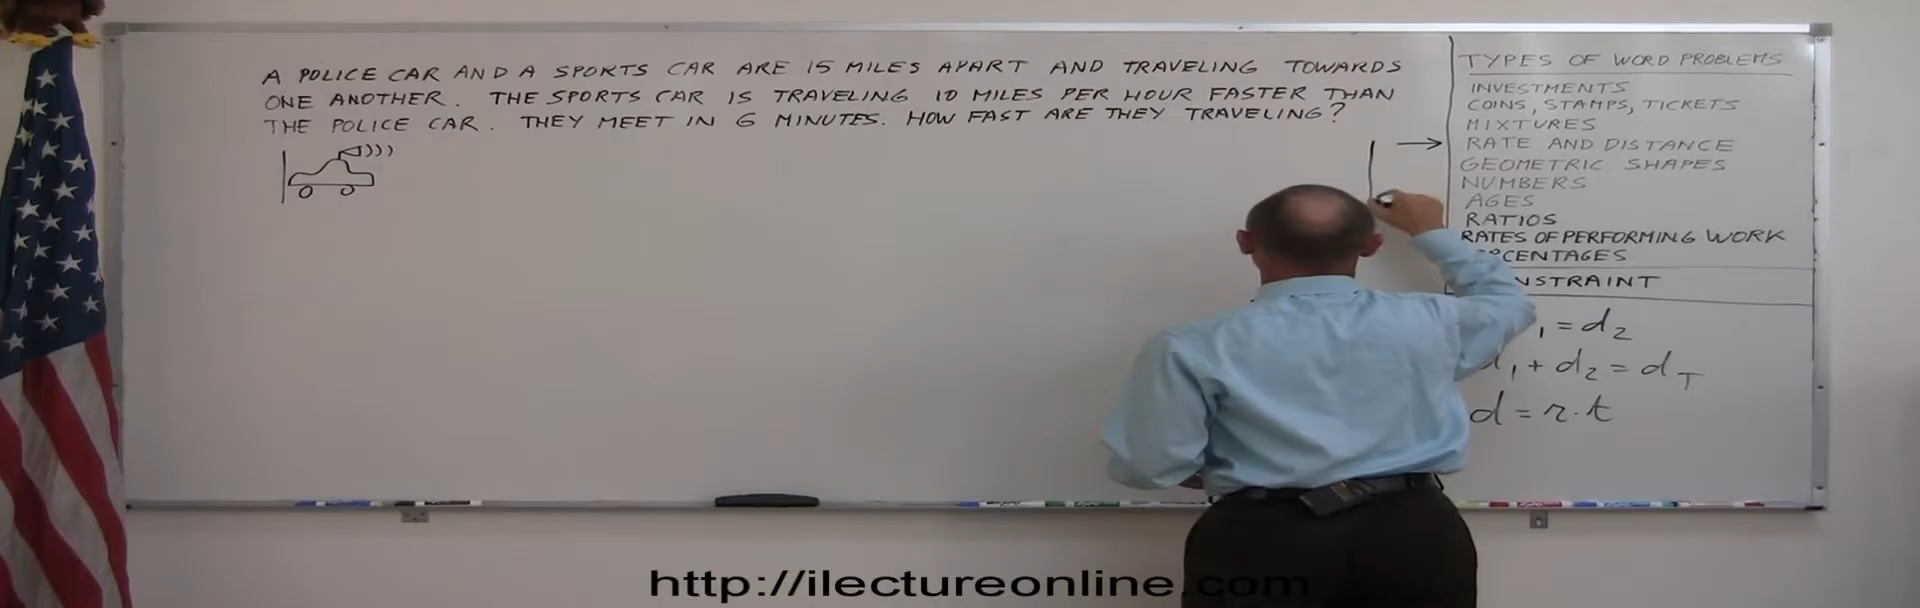 A POLICE CAR AND A SPORTS CAR ARE 15 MILES APART AND TRAVELING TOWARDS
ONE ANOTHER. THE SPORTS CAR IS TRAVELING 10 MILES PER HOUR FASTER THAN
THE POLICE CAR. THEY MEET IN 6 MINUTES. HOW FAST ARE THEY TRAVELING?
TYPES OF WORD PROBLEMS
INVESTMENTS
COINS, STAMPS, TICKETS
MIXTURES
→ RATE AND DISTANCE
GEOMETRIC SHAPES
NUMBERS
AGES
RATIOS
RATES OF PERFORMING WORK
RCENTAGES
NSTRAINT
₁ = d₂
d₁ + d₂ = d_T
d = r·t
http://ilectureonline.com